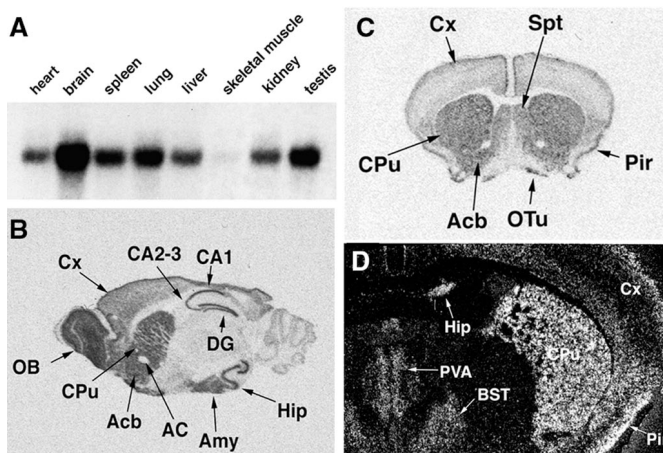 A
heart brain spleen lung liver skeletal muscle kidney testis
B
Cx
CA2-3
CA1
OB
CPu
Acb
AC
DG
Amy
Hip
C
Cx
Spt
CPu
Acb
OTu
Pir
D
Cx
Hip
CPu
PVA
BST
Pi